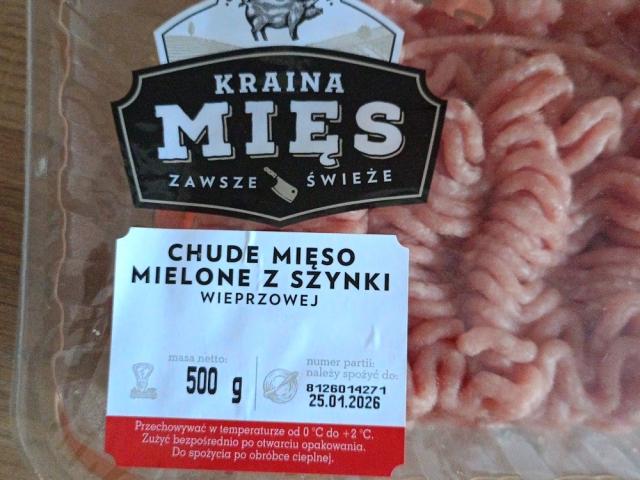 KRAINA
MIĘS
ZAWSZE ŚWIEŻE
CHUDE MIĘSO
MIELONE Z SZYNKI
WIEPRZOWEJ
masa netto:
500 g
numer partii:
należy spożyć do:
8126014271
25.01.2026
Przechowywać w temperaturze od 0 °C do +2 °C.
Zużyć bezpośrednio po otwarciu opakowania.
Do spożycia po obróbce cieplnej.